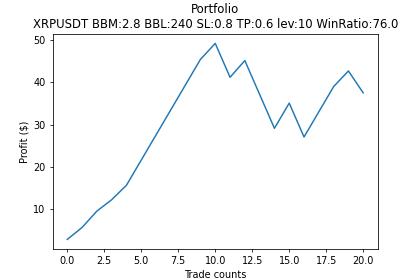 Portfolio
XRPUSDT BBM:2.8 BBL:240 SL:0.8 TP:0.6 lev:10 WinRatio:76.0
50
40
30
20
10
Profit ($)
0.0 2.5 5.0 7.5 10.0 12.5 15.0 17.5 20.0
Trade counts